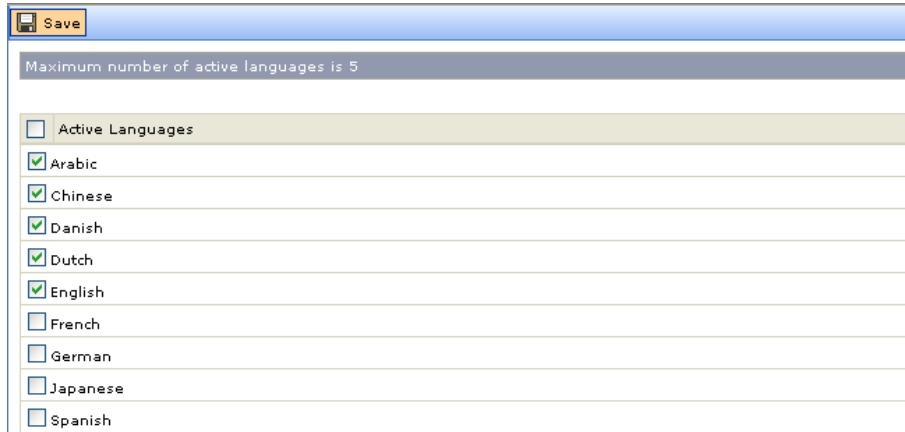 Save
Maximum number of active languages is 5
Active Languages
Arabic
Chinese
Danish
Dutch
English
French
German
Japanese
Spanish